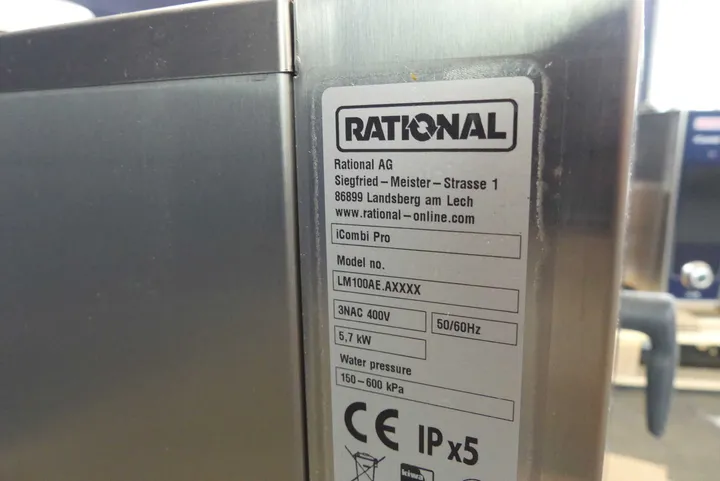 RATIONAL
Rational AG
Siegfried-Meister-Strasse 1
86899 Landsberg am Lech
www.rational-online.com
iCombi Pro
Model no.
LM100AE.AXXXX
3NAC 400V
50/60Hz
5,7 kW
Water pressure
150-600 kPa
CE IPx5
kiwa